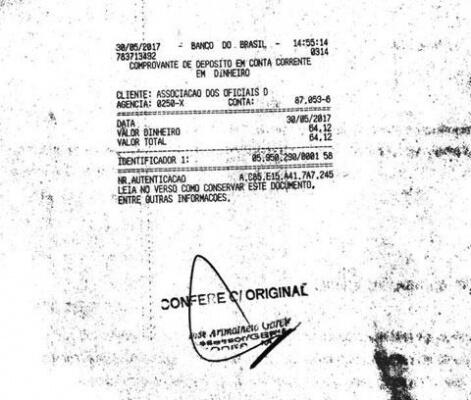 30/05/2017 - BANCO DO BRASIL - 14:55:14
783713492 0314
COMPROVANTE DE DEPOSITO EM CONTA CORRENTE
EM DINHEIRO
CLIENTE: ASSOCIACAO DOS OFICIAIS D
AGENCIA: 0250-X CONTA: 87.053-6
DATA 30/05/2017
VALOR DINHEIRO 64,12
VALOR TOTAL 64,12
IDENTIFICADOR 1: 05.950.290/0001 58
NR.AUTENTICACAO A.C85.E15.A41.7A7.245
LEIA NO VERSO COMO CONSERVAR ESTE DOCUMENTO,
ENTRE OUTRAS INFORMACOES.
CONFERE C/ ORIGINAL